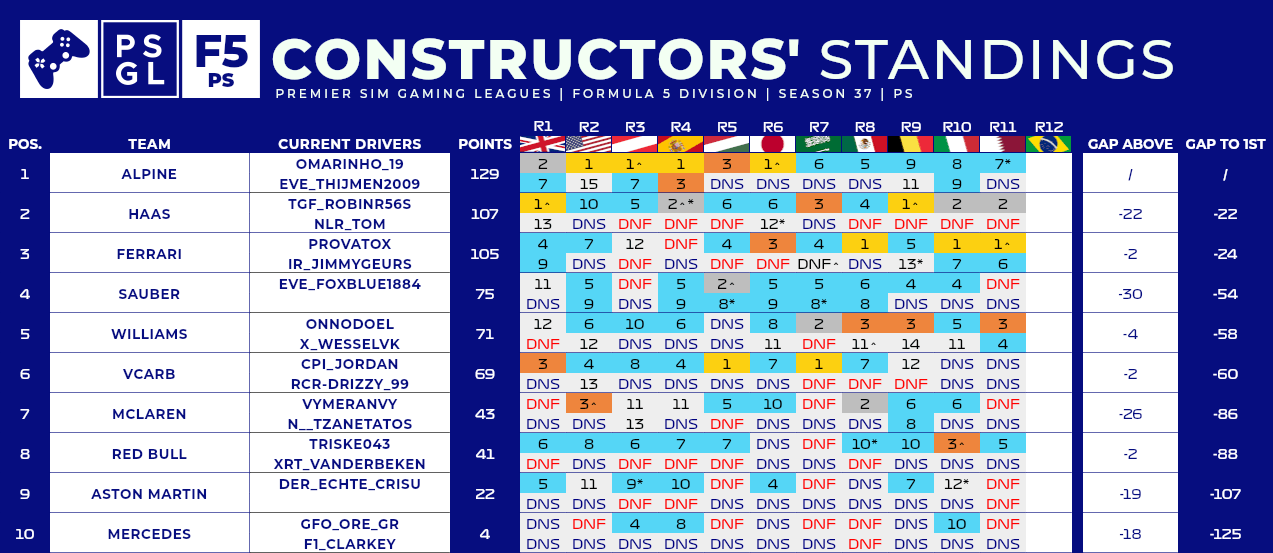 PS
GL
F5
PS
CONSTRUCTORS' STANDINGS
PREMIER SIM GAMING LEAGUES | FORMULA 5 DIVISION | SEASON 37 | PS
R1 R2 R3 R4 R5 R6 R7 R8 R9 R10 R11 R12
POS. TEAM CURRENT DRIVERS POINTS GAP ABOVE GAP TO 1ST
OMARINHO_19 2 1 1^ 1 3 1^ 6 5 9 8 7*
1 ALPINE 129 / /
EVE_THIJMEN2009 7 15 7 3 DNS DNS DNS DNS 11 9 DNS
TGF_ROBINR56S 1^ 10 5 2^* 6 6 3 4 1^ 2 2
2 HAAS 107 -22 -22
NLR_TOM 13 DNS DNF DNF DNF 12* DNF DNF DNF DNF DNF
PROVATOX 4 7 12 DNF 4 3 4 1 5 1 1^
3 FERRARI 105 -2 -24
IR_JIMMYGEURS 9 DNS DNF DNS DNF DNF DNF^ DNS 13* 7 6
EVE_FOXBLUE1884 11 5 DNF 5 2^ 5 5 6 4 4 DNF
4 SAUBER 75 -30 -54
DNS 9 DNS 9 8* 9 8* 8 DNS DNS DNS
ONNODOEL 12 6 10 6 DNS 8 2 3 3 5 3
5 WILLIAMS 71 -4 -58
X_WESSELVK DNF 12 DNS DNS DNS 11 DNF 11^ 14 11 4
CPI_JORDAN 3 4 8 4 1 7 1 7 12 DNS DNS
6 VCARB 69 -2 -60
RCR-DRIZZY_99 DNS 13 DNS DNS DNS DNS DNF DNF DNF DNS DNS
VYMERANVY DNF 3^ 11 11 5 10 DNF 2 6 6 DNF
7 MCLAREN 43 -26 -86
N__TZANETATOS DNS DNS 13 DNS DNF DNS DNS DNS 8 DNS DNS
TRISKE043 6 8 6 7 7 DNS DNF 10* 10 3^ 5
8 RED BULL 41 -2 -88
XRT_VANDERBEKEN DNF DNS DNF DNF DNF DNS DNS DNF DNS DNS DNS
DER_ECHTE_CRISU 5 11 9* 10 DNF 4 DNF DNS 7 12* DNF
9 ASTON MARTIN 22 -19 -107
DNS DNS DNF DNF DNS DNS DNS DNS DNS DNS DNF
GFO_ORE_GR DNS DNF 4 8 DNF DNS DNF DNF DNS 10 DNF
10 MERCEDES 4 -18 -125
F1_CLARKEY DNS DNS DNS DNS DNS DNS DNS DNF DNS DNS DNS